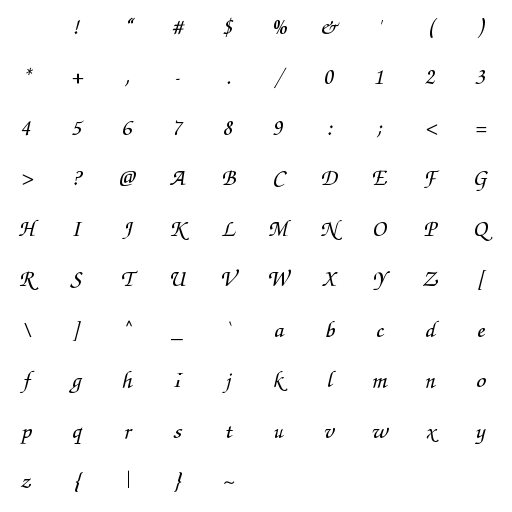 ! “ # $ % & ' ( )
* + , - . / 0 1 2 3
4 5 6 7 8 9 : ; < =
> ? @ A B C D E F G
H I J K L M N O P Q
R S T U V W X Y Z [
\ ] ^ _ ` a b c d e
f g h i j k l m n o
p q r s t u v w x y
z { | } ~